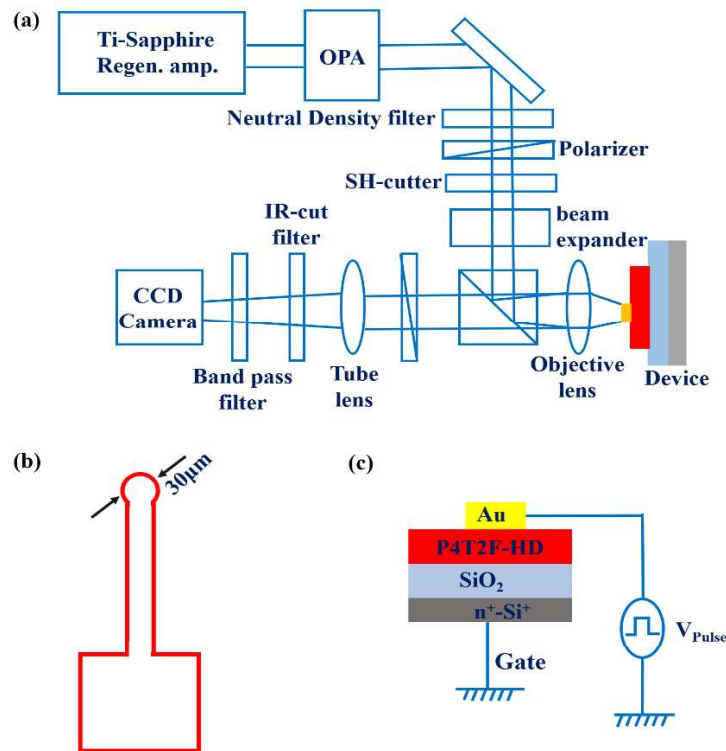 (a)
Ti-Sapphire
Regen. amp.
OPA
Neutral Density filter
Polarizer
SH-cutter
IR-cut
filter
beam
expander
CCD
Camera
Band pass
filter
Tube
lens
Objective
lens
Device
(b)
30μm
(c)
Au
P4T2F-HD
SiO₂
n⁺-Si⁺
V_Pulse
Gate